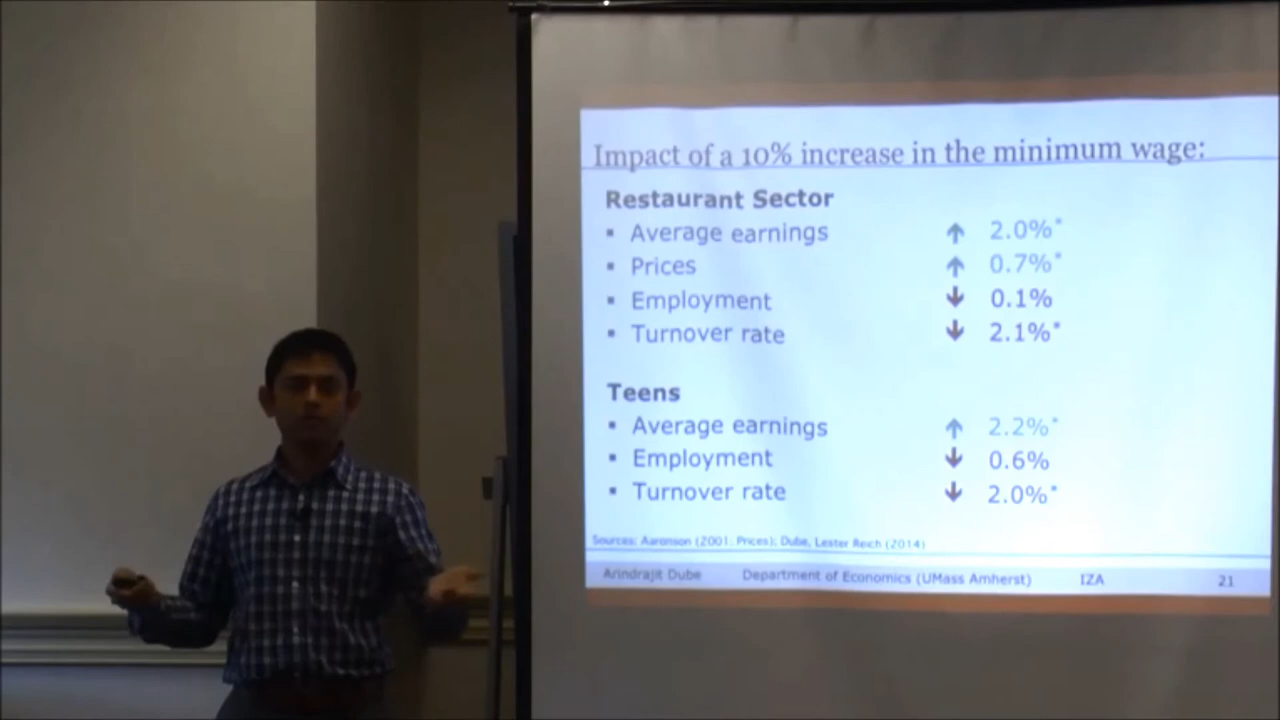 Impact of a 10% increase in the minimum wage:
Restaurant Sector
▪ Average earnings ↑ 2.0%*
▪ Prices ↑ 0.7%*
▪ Employment ↓ 0.1%
▪ Turnover rate ↓ 2.1%*
Teens
▪ Average earnings ↑ 2.2%*
▪ Employment ↓ 0.6%
▪ Turnover rate ↓ 2.0%*
Sources: Aaronson (2001: Prices); Dube, Lester Reich (2014)
Arindrajit Dube Department of Economics (UMass Amherst) IZA 21